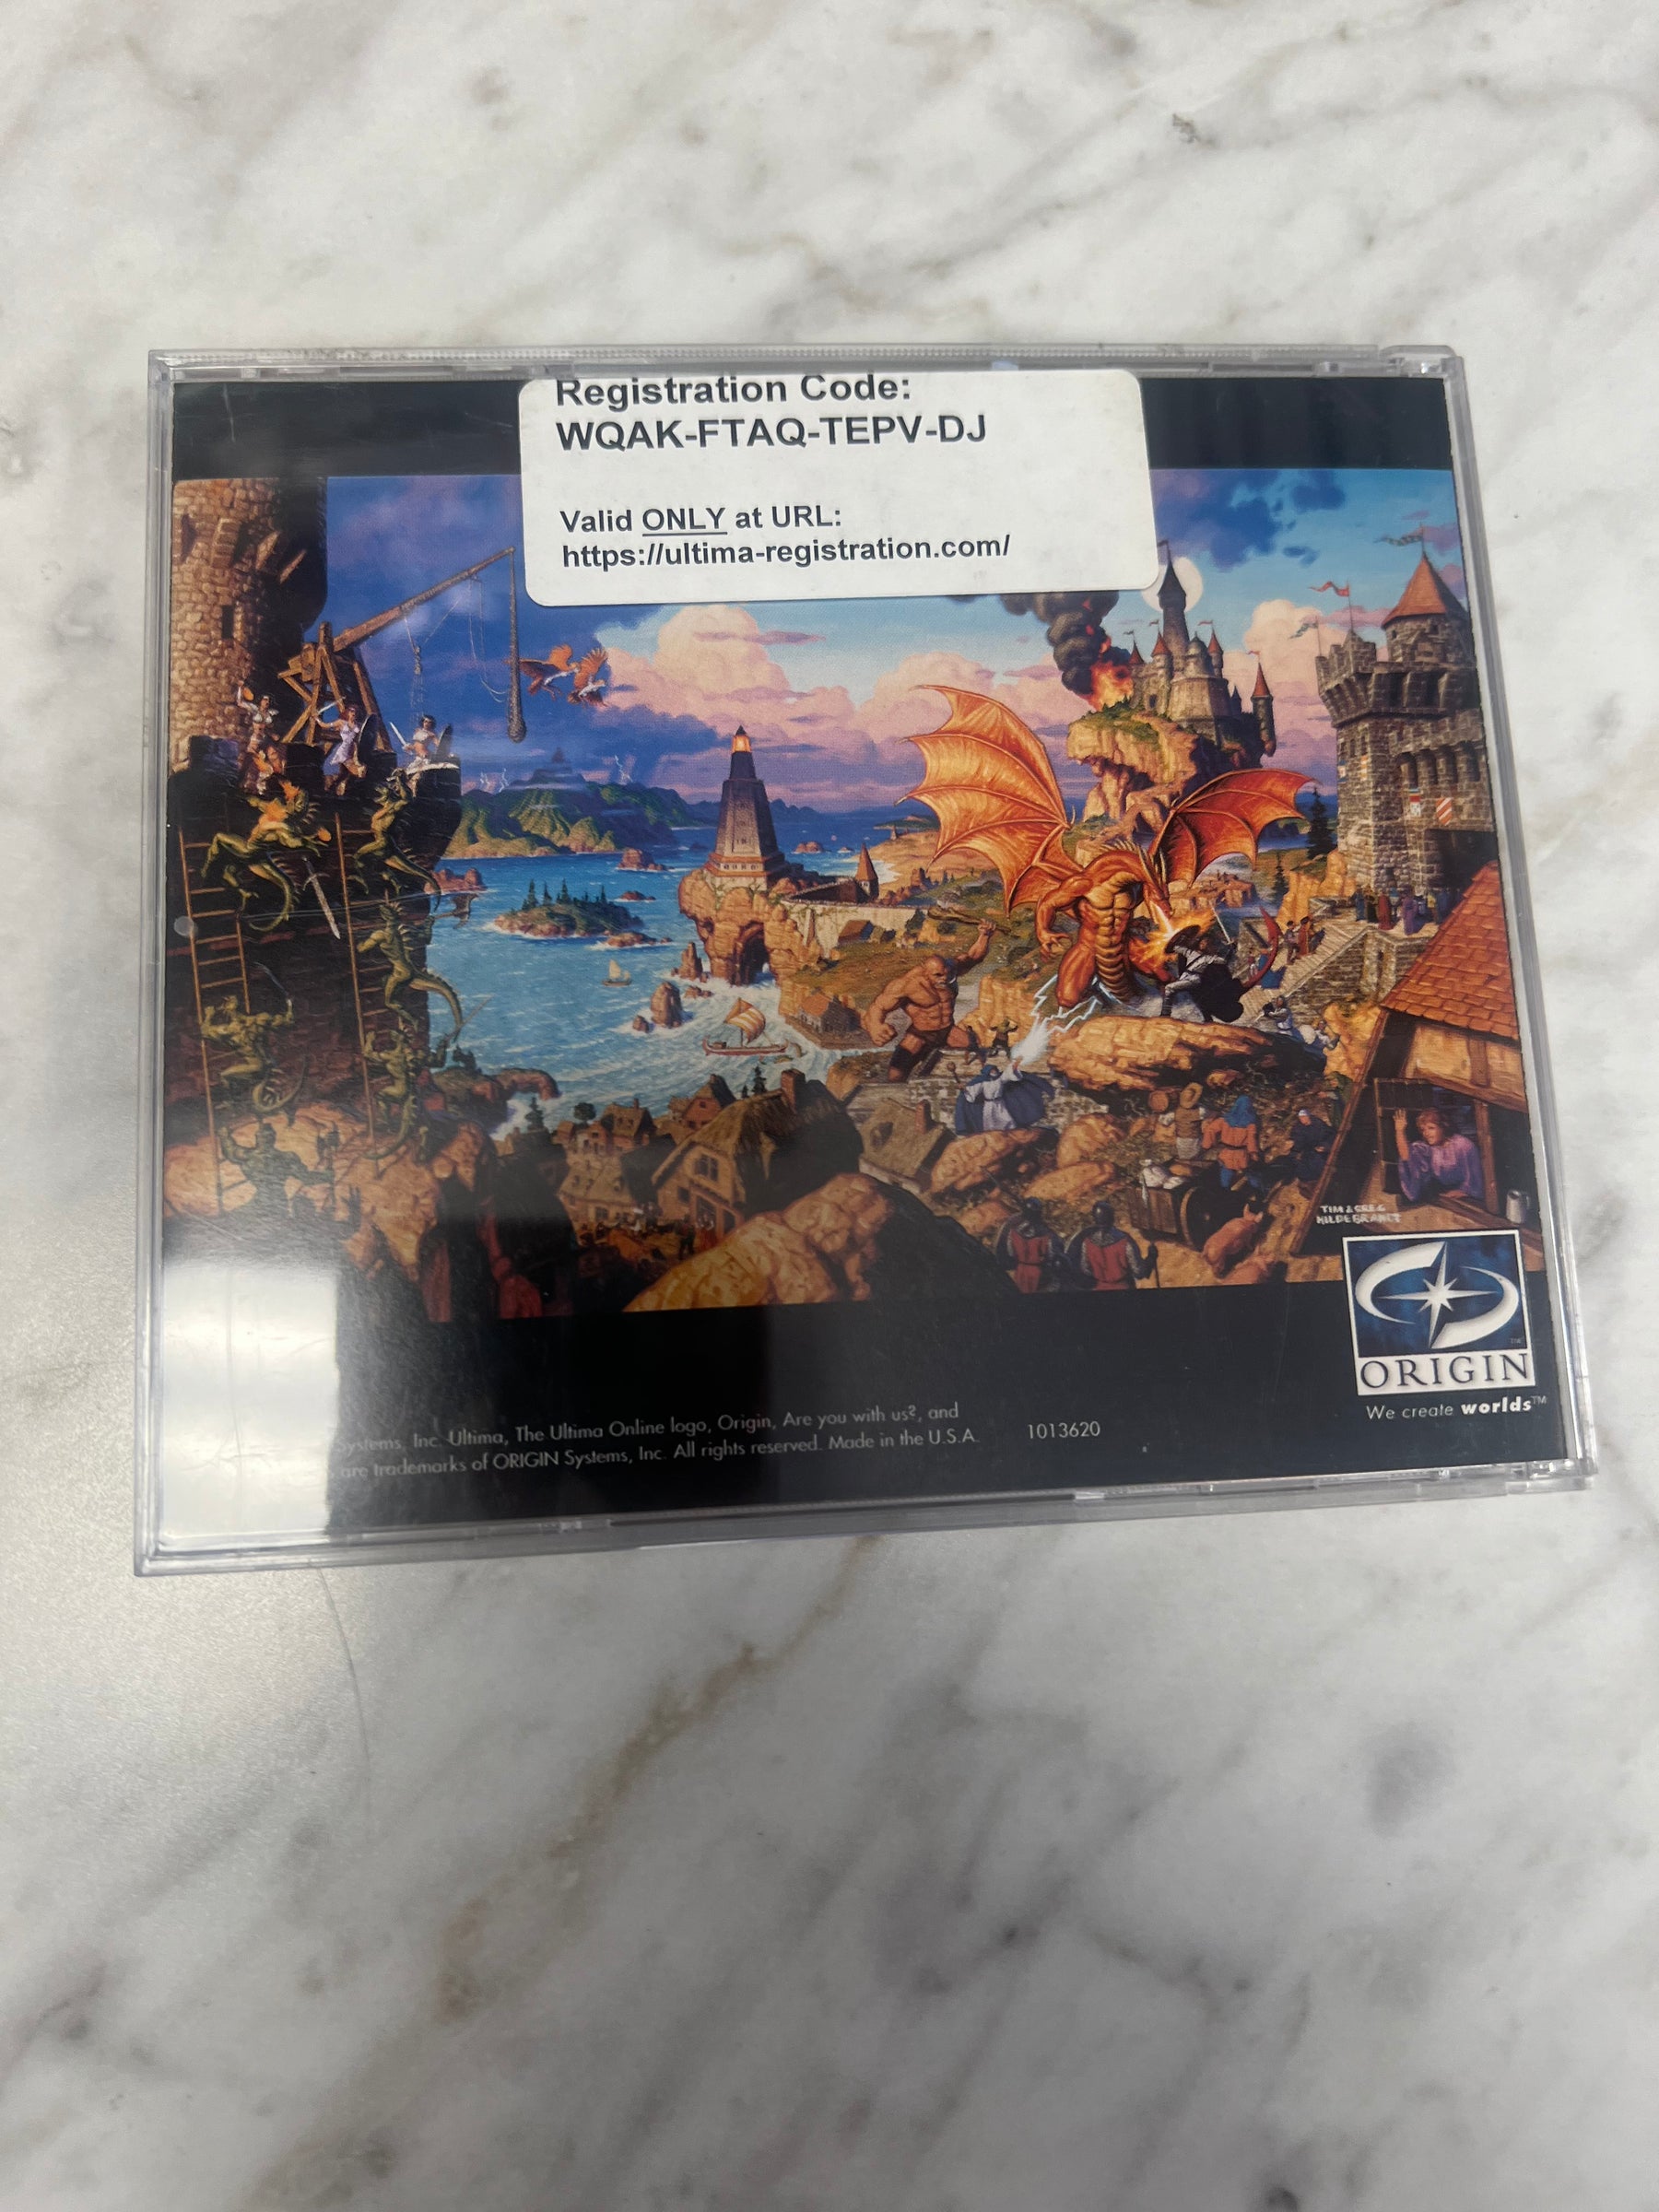 Registration Code:
WQAK-FTAQ-TEPV-DJ
Valid ONLY at URL:
https://ultima-registration.com/
TIM & GREG
HILDEBRANDT
ORIGIN
We create worlds™
Systems, Inc. Ultima, The Ultima Online logo, Origin, Are you with us?, and
are trademarks of ORIGIN Systems, Inc. All rights reserved. Made in the U.S.A.
1013620